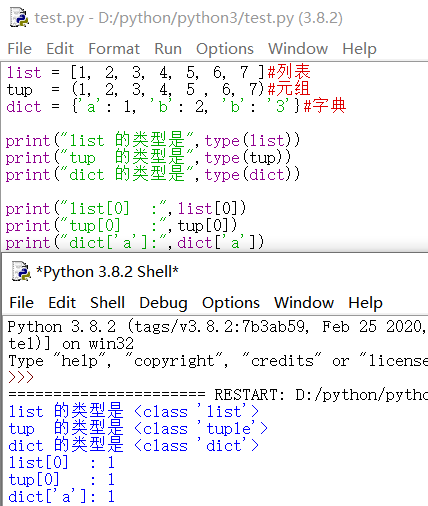 test.py - D:/python/python3/test.py (3.8.2)
File Edit Format Run Options Window Help
list = [1, 2, 3, 4, 5 , 6, 7 ]#列表
tup  = (1, 2, 3, 4, 5 , 6, 7)#元组
dict = {'a': 1, 'b': 2, 'b': '3'}#字典
print("list 的类型是",type(list))
print("tup  的类型是",type(tup))
print("dict 的类型是",type(dict))
print("list[0]  :",list[0])
print("tup[0]   :",tup[0])
print("dict['a']:",dict['a'])
*Python 3.8.2 Shell*
File Edit Shell Debug Options Window Help
Python 3.8.2 (tags/v3.8.2:7b3ab59, Feb 25 2020,
tel)] on win32
Type "help", "copyright", "credits" or "license
>>>
====================== RESTART: D:/python/pytho
list 的类型是 <class 'list'>
tup  的类型是 <class 'tuple'>
dict 的类型是 <class 'dict'>
list[0]  : 1
tup[0]   : 1
dict['a']: 1